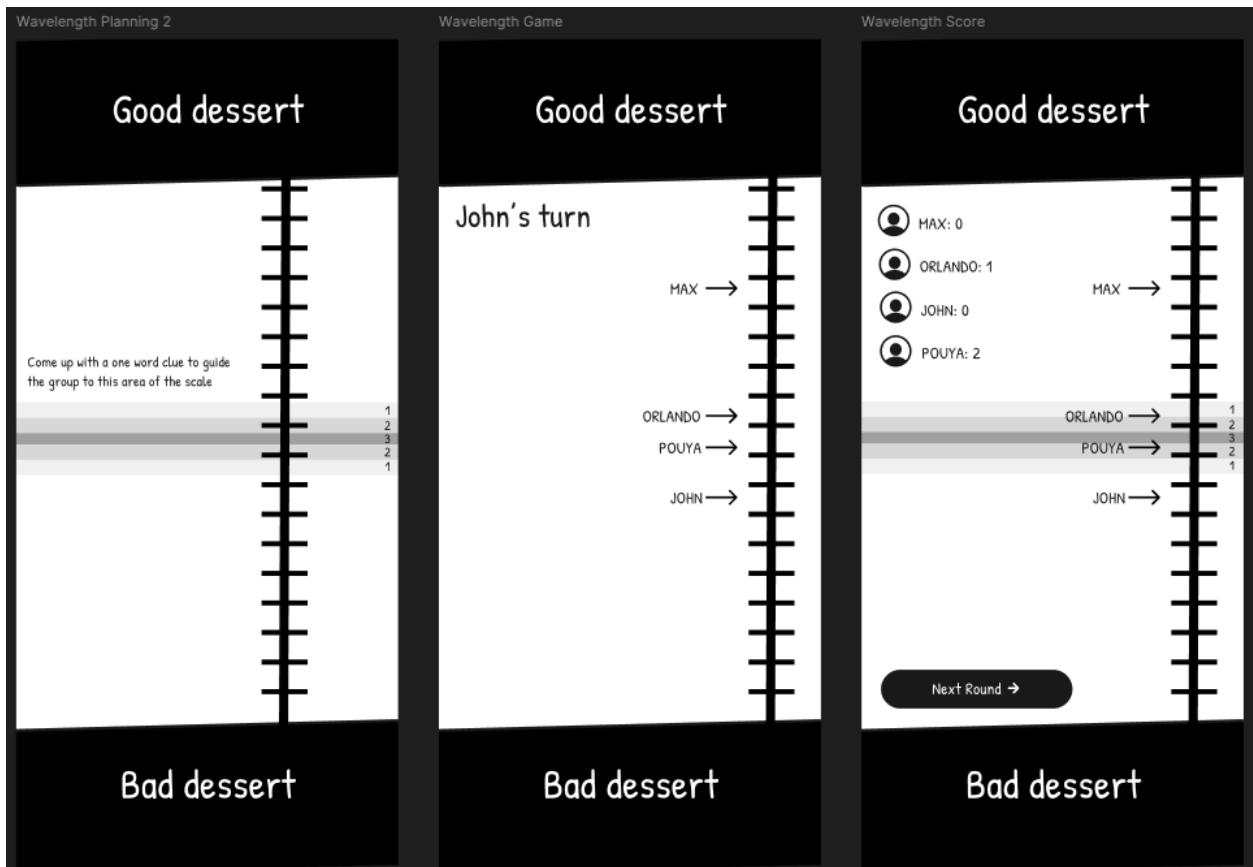 Wavelength Planning 2
Good dessert
Come up with a one word clue to guide
the group to this area of the scale
1
2
3
2
1
Bad dessert
Wavelength Game
Good dessert
John's turn
MAX →
ORLANDO →
POUYA →
JOHN →
Bad dessert
Wavelength Score
Good dessert
MAX: 0
ORLANDO: 1
JOHN: 0
POUYA: 2
MAX →
ORLANDO →
POUYA →
JOHN →
1
2
3
2
1
Next Round →
Bad dessert